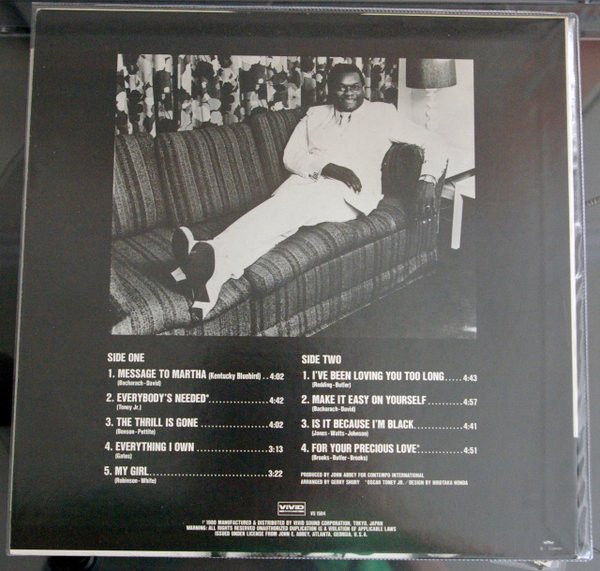 SIDE ONE
1. MESSAGE TO MARTHA (Kentucky Bluebird) .. 4:02
(Bacharach-David)
2. EVERYBODY'S NEEDED*.................... 4:42
(Toney Jr.)
3. THE THRILL IS GONE .................... 4:02
(Benson-Pettite)
4. EVERYTHING I OWN ..................... 3:13
(Gates)
5. MY GIRL................................. 3:22
(Robinson-White)
SIDE TWO
1. I'VE BEEN LOVING YOU TOO LONG..... 4:43
(Redding-Butler)
2. MAKE IT EASY ON YOURSELF ......... 4:57
(Bacharach-David)
3. IS IT BECAUSE I'M BLACK............. 4:41
(Jones-Watts-Johnson)
4. FOR YOUR PRECIOUS LOVE*........... 4:51
(Brooks-Butler-Brooks)
PRODUCED BY JOHN ABBEY FOR CONTEMPO INTERNATIONAL
ARRANGED BY GERRY SHURY *OSCAR TONEY JR. / DESIGN BY HIROTAKA HONDA
VIVID
VS 1504
℗ 1980 MANUFACTURED & DISTRIBUTED BY VIVID SOUND CORPORATION, TOKYO, JAPAN
WARNING: ALL RIGHTS RESERVED UNAUTHORIZED DUPLICATION IS A VIOLATION OF APPLICABLE LAWS
ISSUED UNDER LICENSE FROM JOHN E. ABBEY, ATLANTA, GEORGIA, U.S.A.